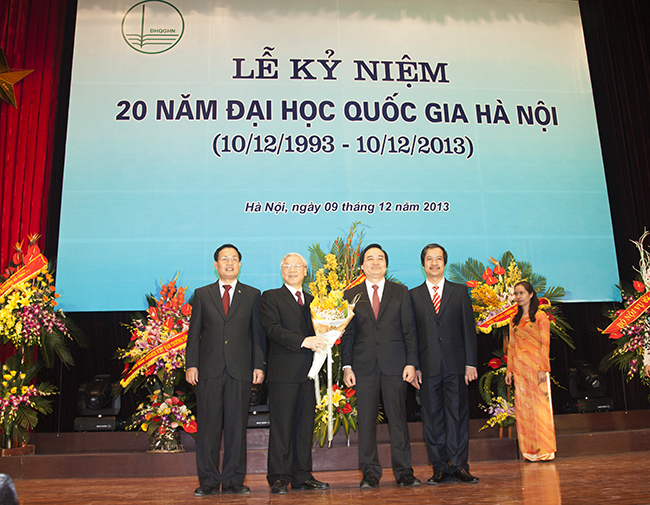 ĐHQGHN
LỄ KỶ NIỆM
20 NĂM ĐẠI HỌC QUỐC GIA HÀ NỘI
(10/12/1993 - 10/12/2013)
Hà Nội, ngày 09 tháng 12 năm 2013